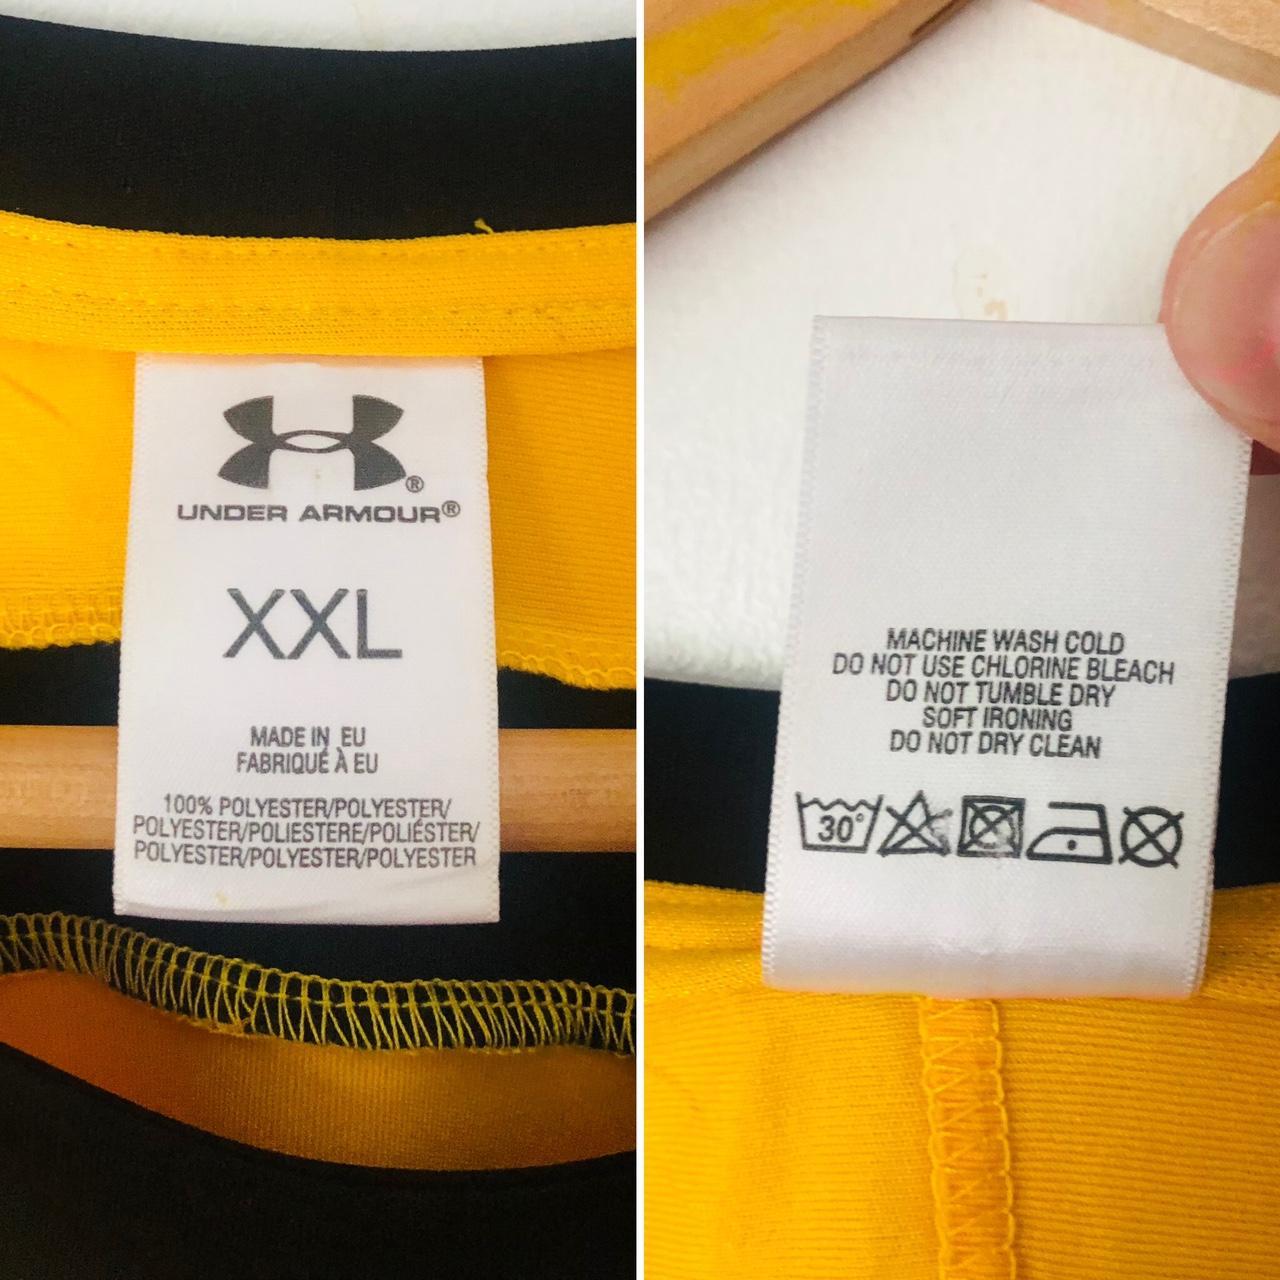 ®
UNDER ARMOUR®
XXL
MADE IN EU
FABRIQUÉ À EU
100% POLYESTER/POLYESTER/
POLYESTER/POLIESTERE/POLIÉSTER/
POLYESTER/POLYESTER/POLYESTER
MACHINE WASH COLD
DO NOT USE CHLORINE BLEACH
DO NOT TUMBLE DRY
SOFT IRONING
DO NOT DRY CLEAN
30°